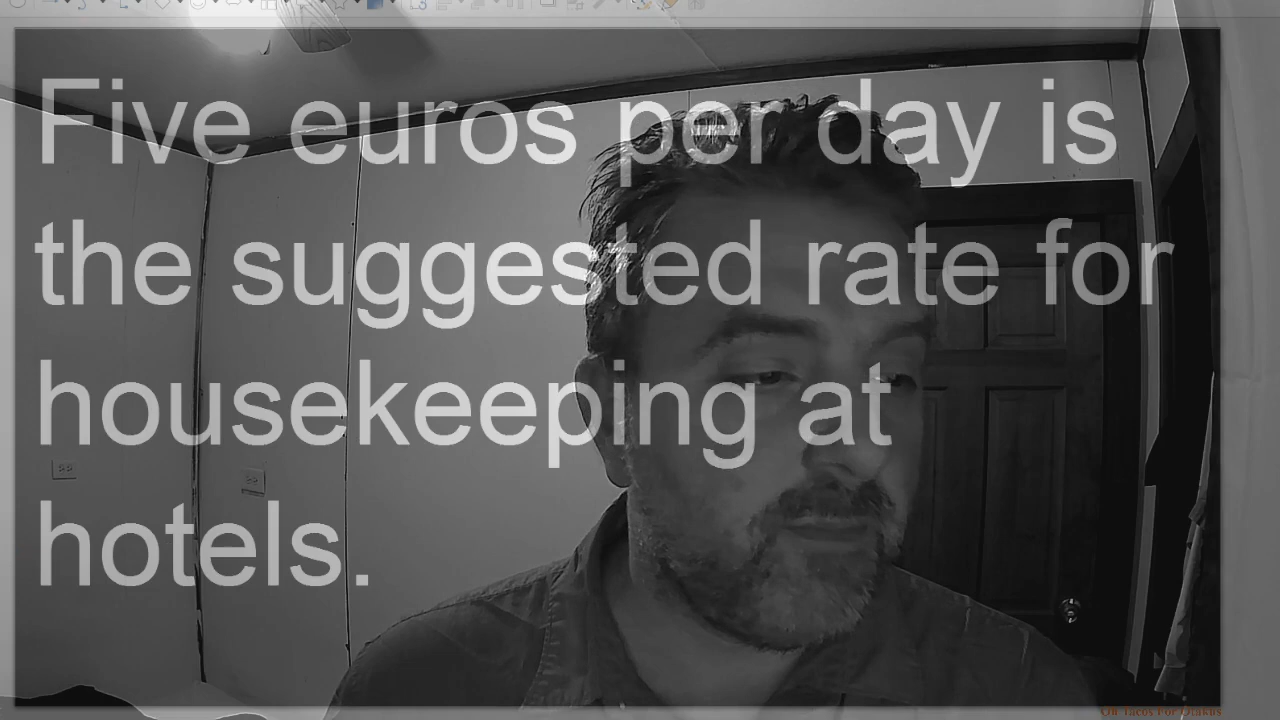 Five euros per day is
the suggested rate for
housekeeping at
hotels.